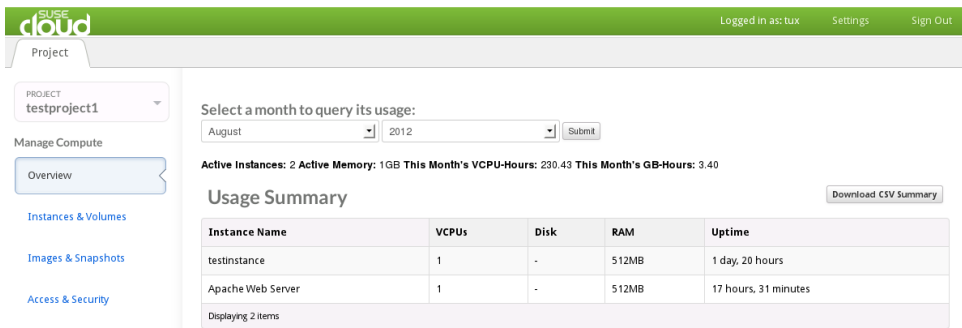 SUSE
cloud
Logged in as: tux Settings Sign Out
Project
PROJECT
testproject1
Manage Compute
Overview
Instances & Volumes
Images & Snapshots
Access & Security
Select a month to query its usage:
August 2012 Submit
Active Instances: 2 Active Memory: 1GB This Month's VCPU-Hours: 230.43 This Month's GB-Hours: 3.40
Usage Summary Download CSV Summary
Instance Name VCPUs Disk RAM Uptime
testinstance 1 - 512MB 1 day, 20 hours
Apache Web Server 1 - 512MB 17 hours, 31 minutes
Displaying 2 items